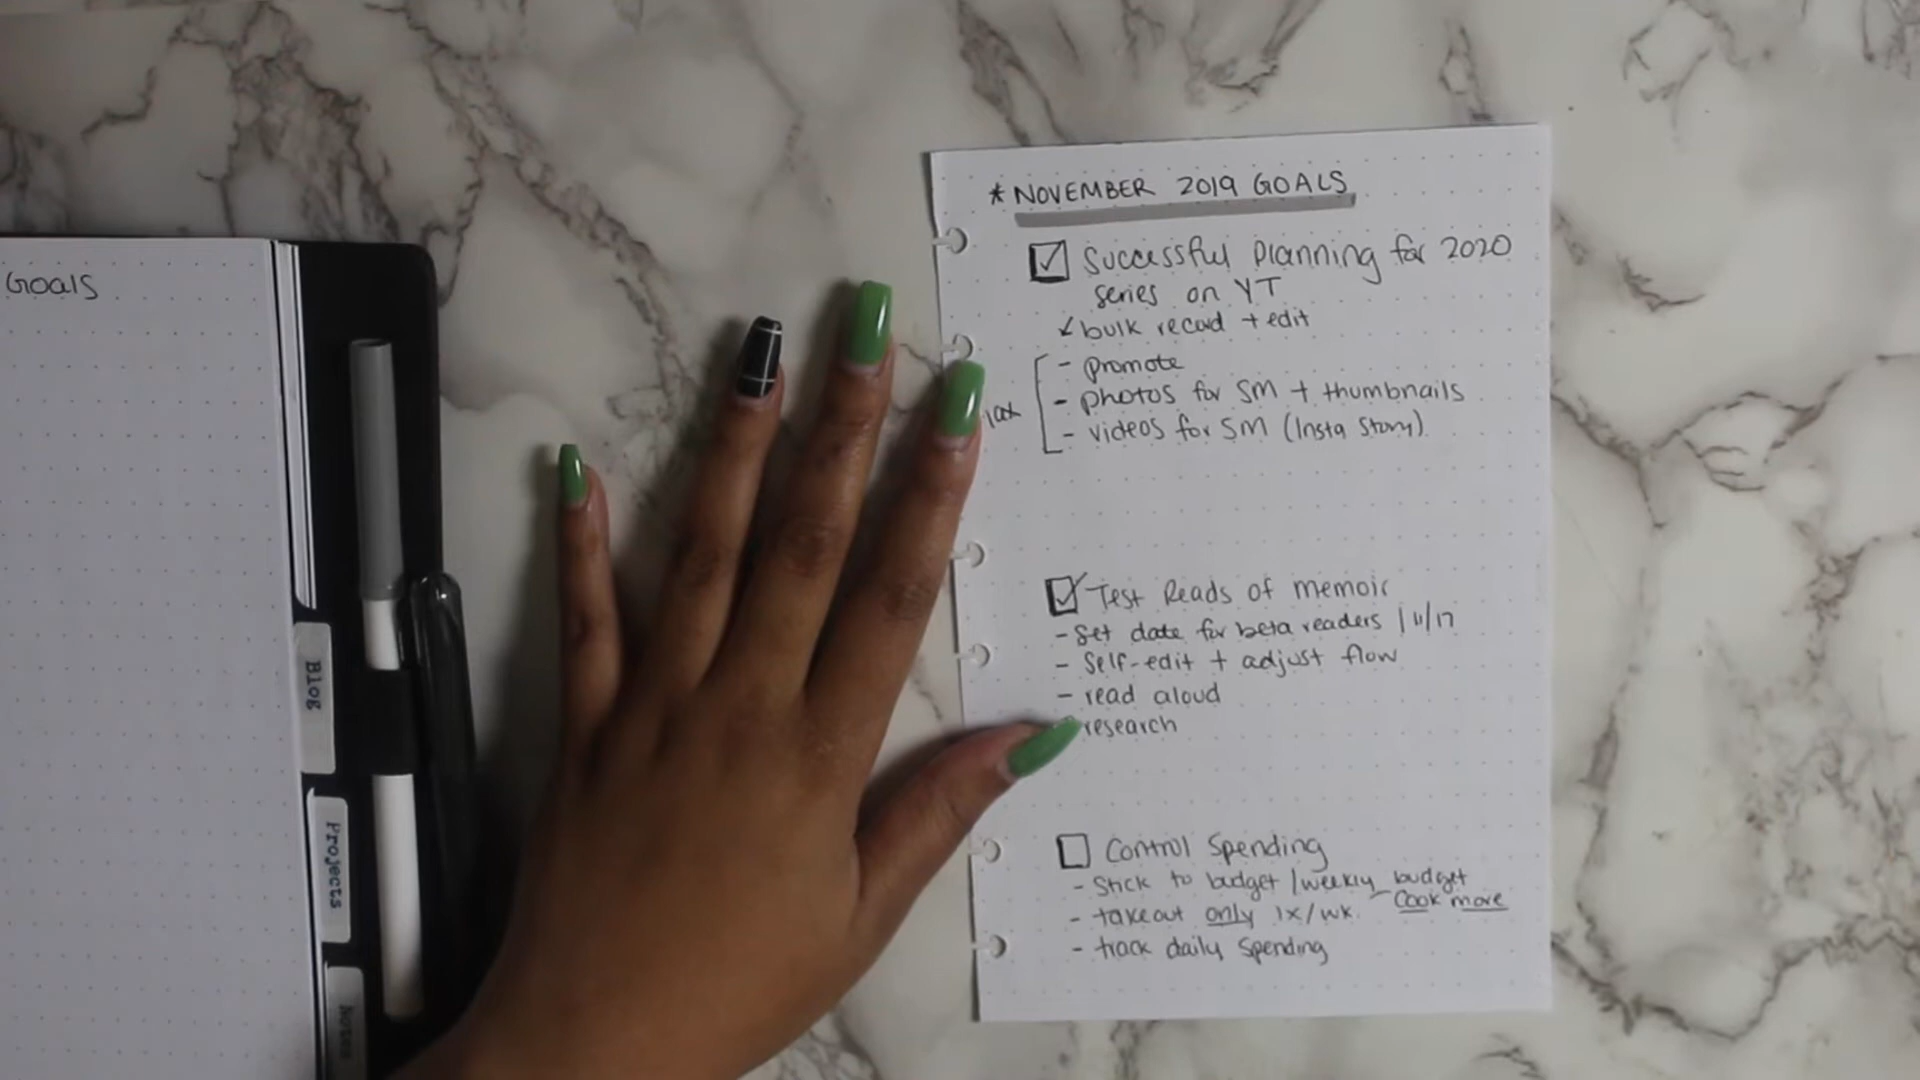 Goals
Blog
Projects
Notes
* NOVEMBER 2019 GOALS
Successful Planning for 2020
series on YT
✓ bulk record + edit
- promote
- photos for SM + thumbnails
- videos for SM (Insta Story)
Test Reads of memoir
- Set date for beta readers | 11/17
- Self-edit + adjust flow
- read aloud
research
Control Spending
- Stick to budget / weekly budget
- takeout only 1x/wk. - Cook more
- track daily spending